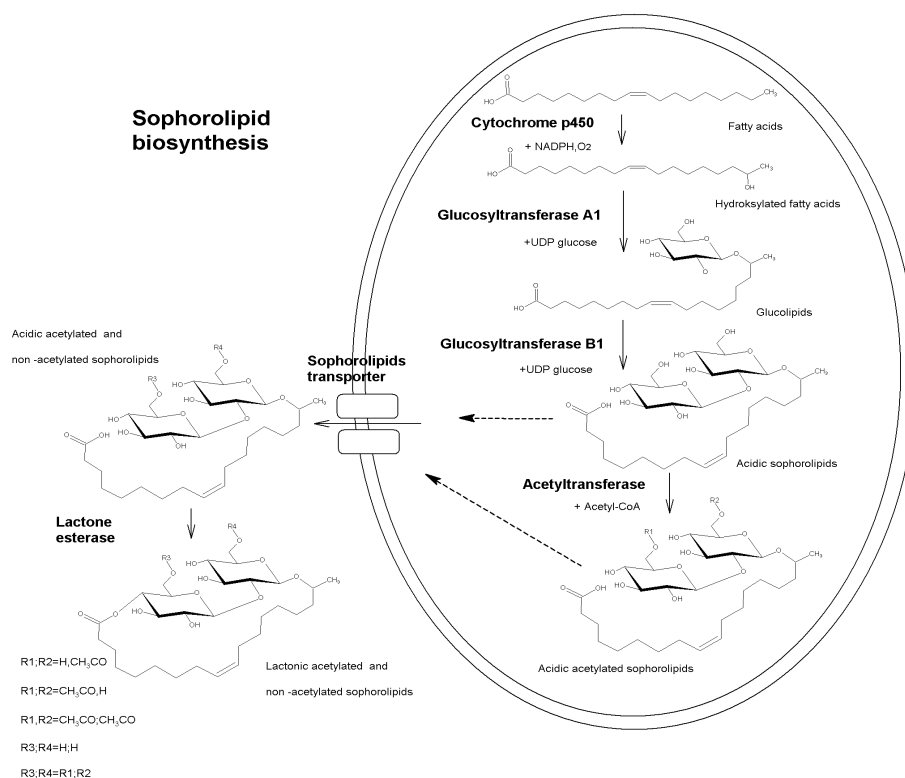 Sophorolipid
biosynthesis
O
HO
CH3
Cytochrome p450
Fatty acids
+ NADPH,O2
O
HO
CH3
OH
Hydroksylated fatty acids
Glucosyltransferase A1
+UDP glucose
OH
HO
HO
O
O
CH3
O
O
HO
Glucolipids
Glucosyltransferase B1
+UDP glucose
OH
HO
HO
O
O
CH3
OH
O
HO
HO
O
OH
O
O
OH
Acidic sophorolipids
Acetyltransferase
+ Acetyl-CoA
R2
O
R1
O
HO
HO
O
O
CH3
O
HO
HO
O
OH
O
O
OH
Acidic acetylated sophorolipids
Sophorolipids
transporter
Acidic acetylated and
non -acetylated sophorolipids
R4
O
R3
O
HO
HO
O
O
CH3
O
HO
HO
O
OH
O
O
OH
Lactone
esterase
R4
O
R3
O
HO
HO
O
O
CH3
O
O
HO
O
OH
O
O
Lactonic acetylated and
non -acetylated sophorolipids
R1;R2=H,CH3CO
R1;R2=CH3CO,H
R1,R2=CH3CO;CH3CO
R3;R4=H;H
R3;R4=R1;R2